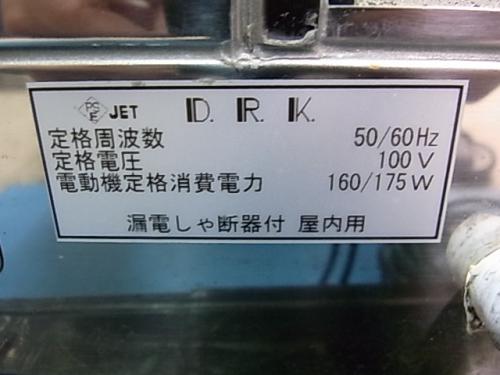 PS E JET D. R. K.
定格周波数 50/60Hz
定格電圧 100V
電動機定格消費電力 160/175W
漏電しゃ断器付 屋内用